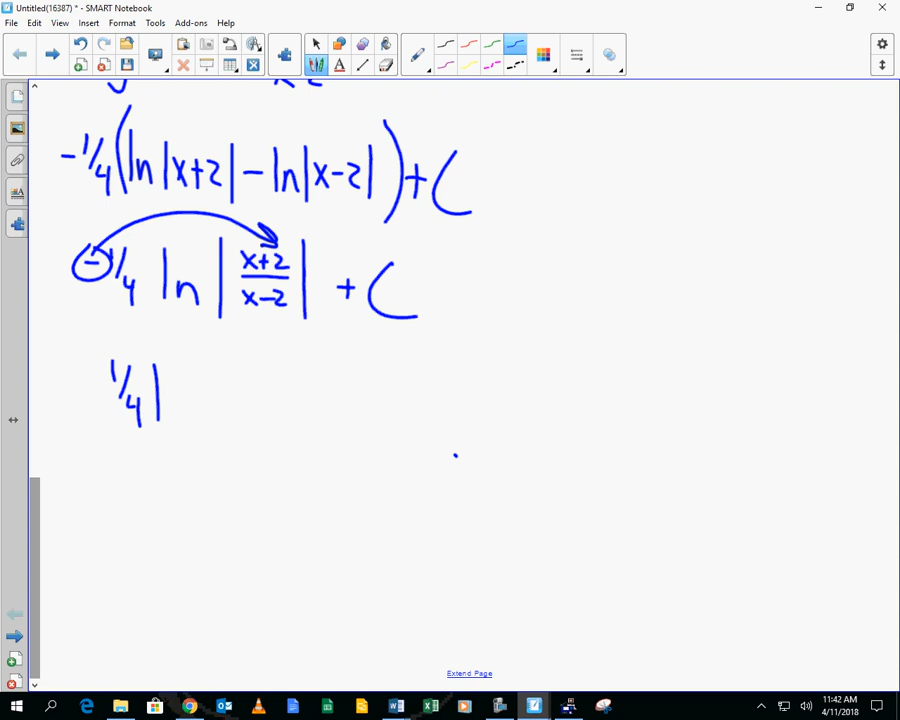 Untitled(16387) * - SMART Notebook
File Edit View Insert Format Tools Add-ons Help
-1/4(ln|x+2| - ln|x-2|) + C
-1/4 ln |x+2/x-2| + C
1/4 |
Extend Page
11:42 AM
4/11/2018